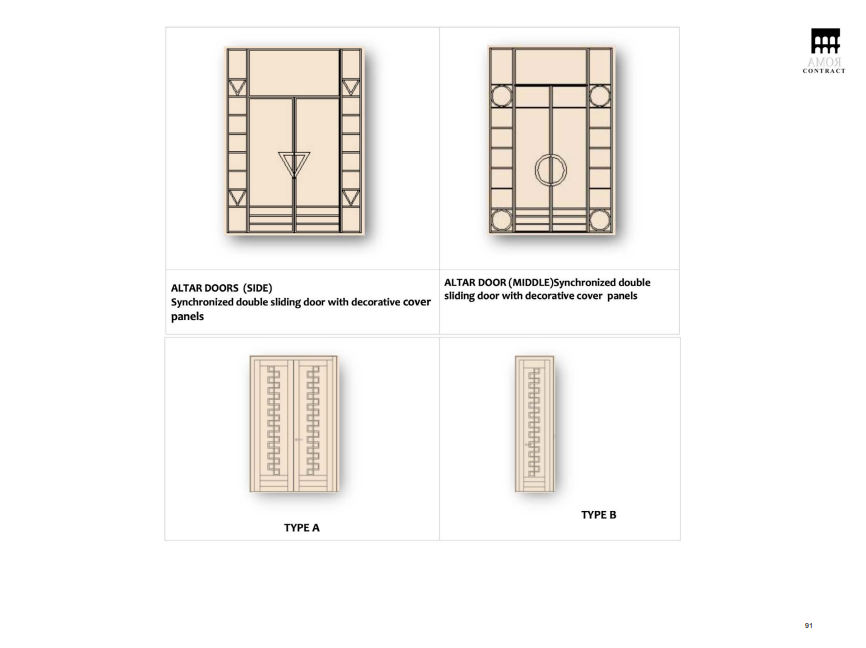 ROMA
CONTRACT
ALTAR DOORS (SIDE)
Synchronized double sliding door with decorative cover
panels
ALTAR DOOR (MIDDLE)Synchronized double
sliding door with decorative cover panels
TYPE A
TYPE B
91